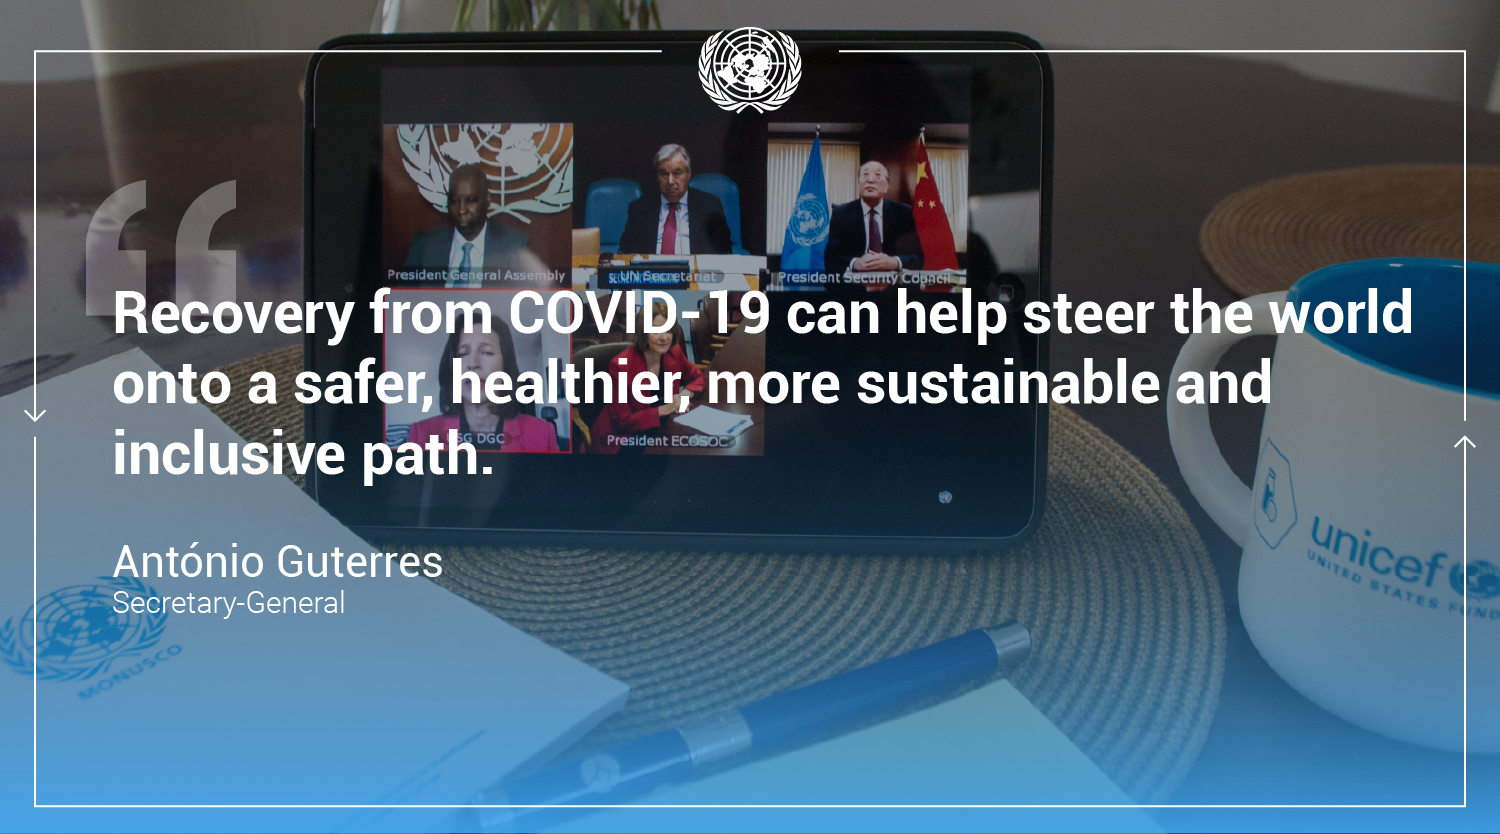 President General Assembly
UN Secretariat
President Security Council
Recovery from COVID-19 can help steer the world
onto a safer, healthier, more sustainable and
inclusive path.
SG DGC
President ECOSOC
António Guterres
Secretary-General
unicef
UNITED STATES FUND
MONUSCO